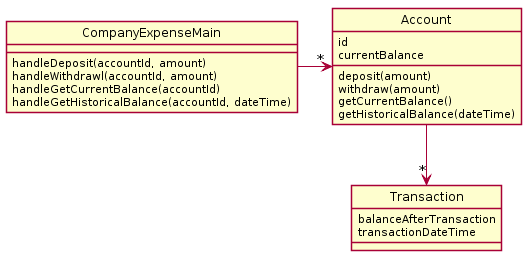 CompanyExpenseMain
handleDeposit(accountId, amount)
handleWithdrawl(accountId, amount)
handleGetCurrentBalance(accountId)
handleGetHistoricalBalance(accountId, dateTime)
*
Account
id
currentBalance
deposit(amount)
withdraw(amount)
getCurrentBalance()
getHistoricalBalance(dateTime)
*
Transaction
balanceAfterTransaction
transactionDateTime